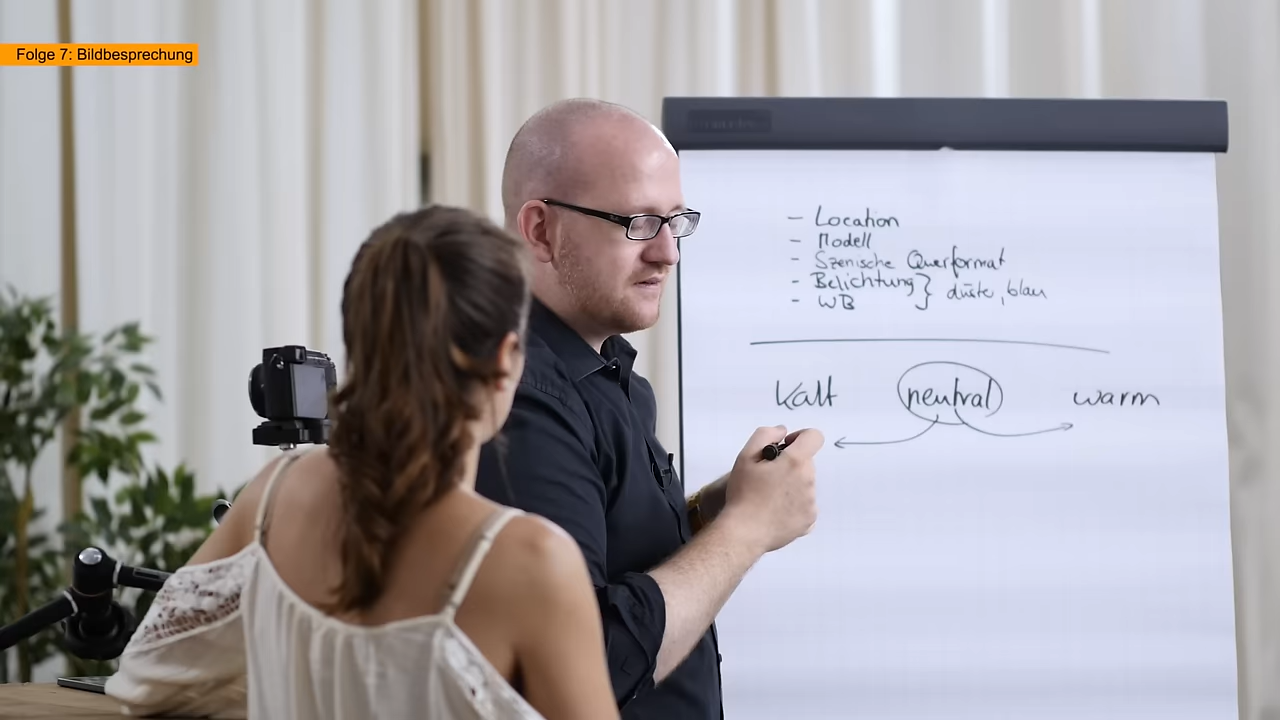 Folge 7: Bildbesprechung
- Location
- Modell
- Szenische Querformat
- Belichtung } düster, blau
- WB
Kalt neutral warm